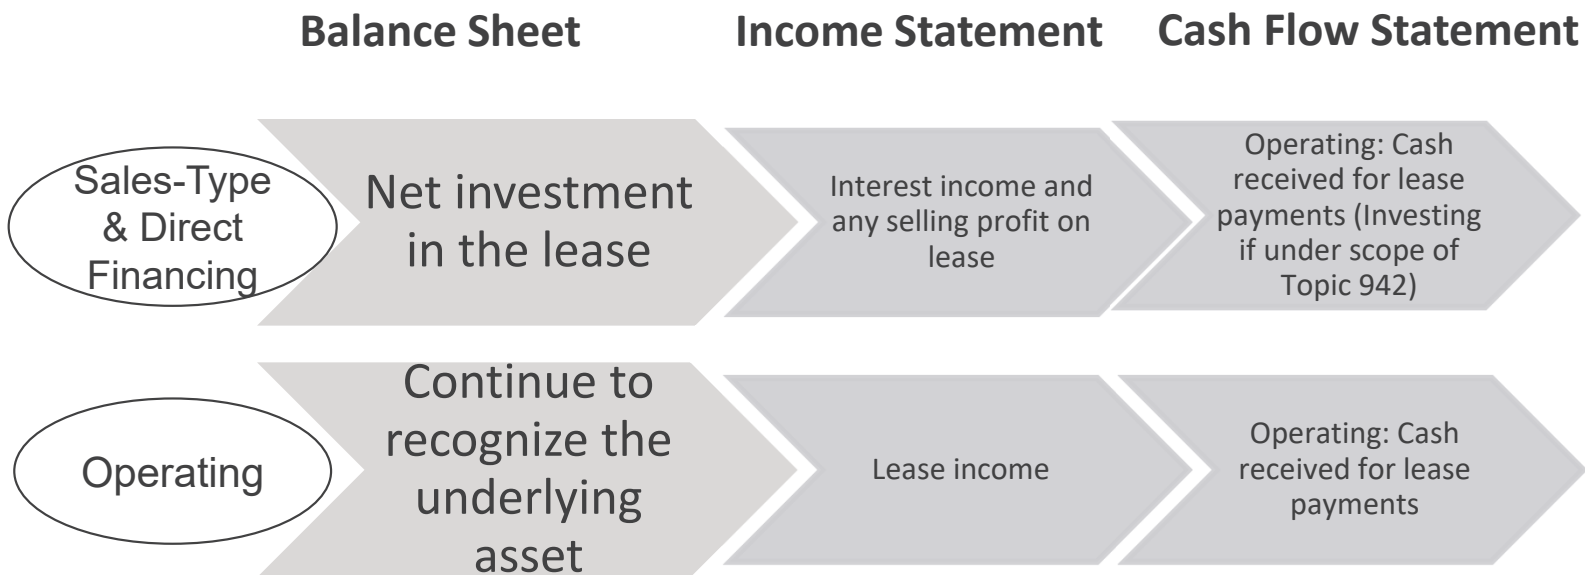 Balance Sheet
Income Statement
Cash Flow Statement
Sales-Type
& Direct
Financing
Net investment
in the lease
Interest income and
any selling profit on
lease
Operating: Cash
received for lease
payments (Investing
if under scope of
Topic 942)
Operating
Continue to
recognize the
underlying
asset
Lease income
Operating: Cash
received for lease
payments